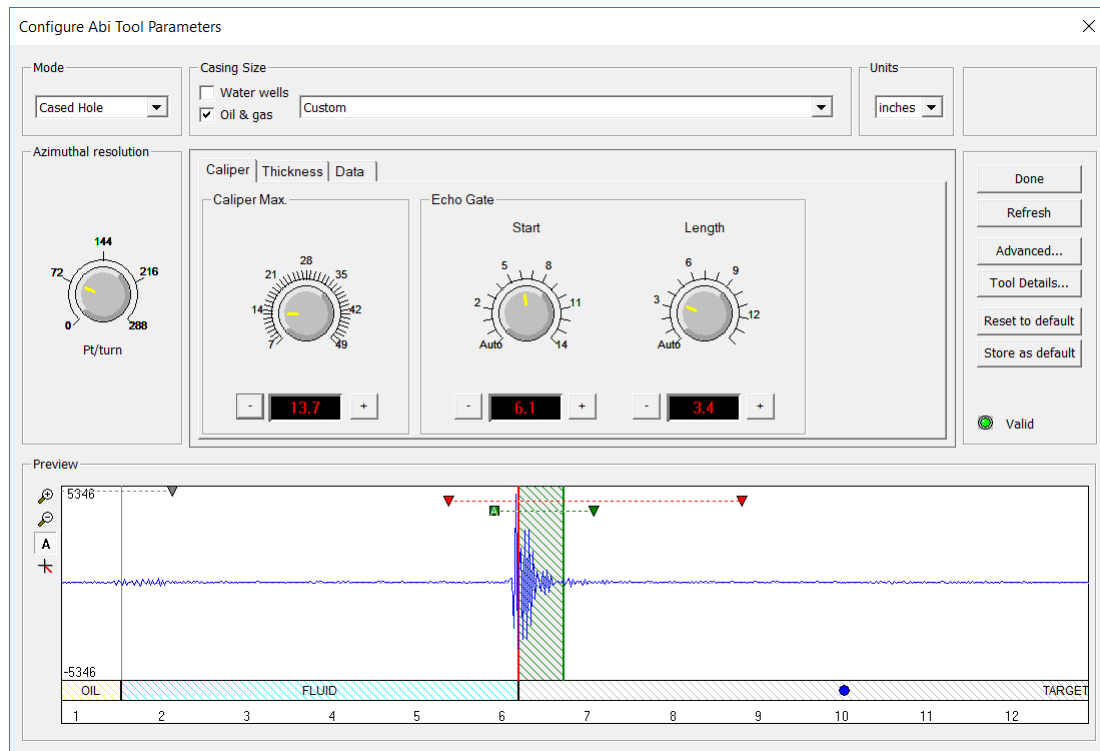 Configure Abi Tool Parameters
Mode
Cased Hole
Casing Size
Water wells
Oil & gas
Custom
Units
inches
Azimuthal resolution
0
72
144
216
288
Pt/turn
Caliper
Thickness
Data
Caliper Max.
7
14
21
28
35
42
49
- 13.7 +
Echo Gate
Start
Auto
2
5
8
11
14
- 6.1 +
Length
Auto
3
6
9
12
- 3.4 +
Done
Refresh
Advanced...
Tool Details...
Reset to default
Store as default
Valid
Preview
A
5346
A
-5346
OIL FLUID TARGET
1 2 3 4 5 6 7 8 9 10 11 12